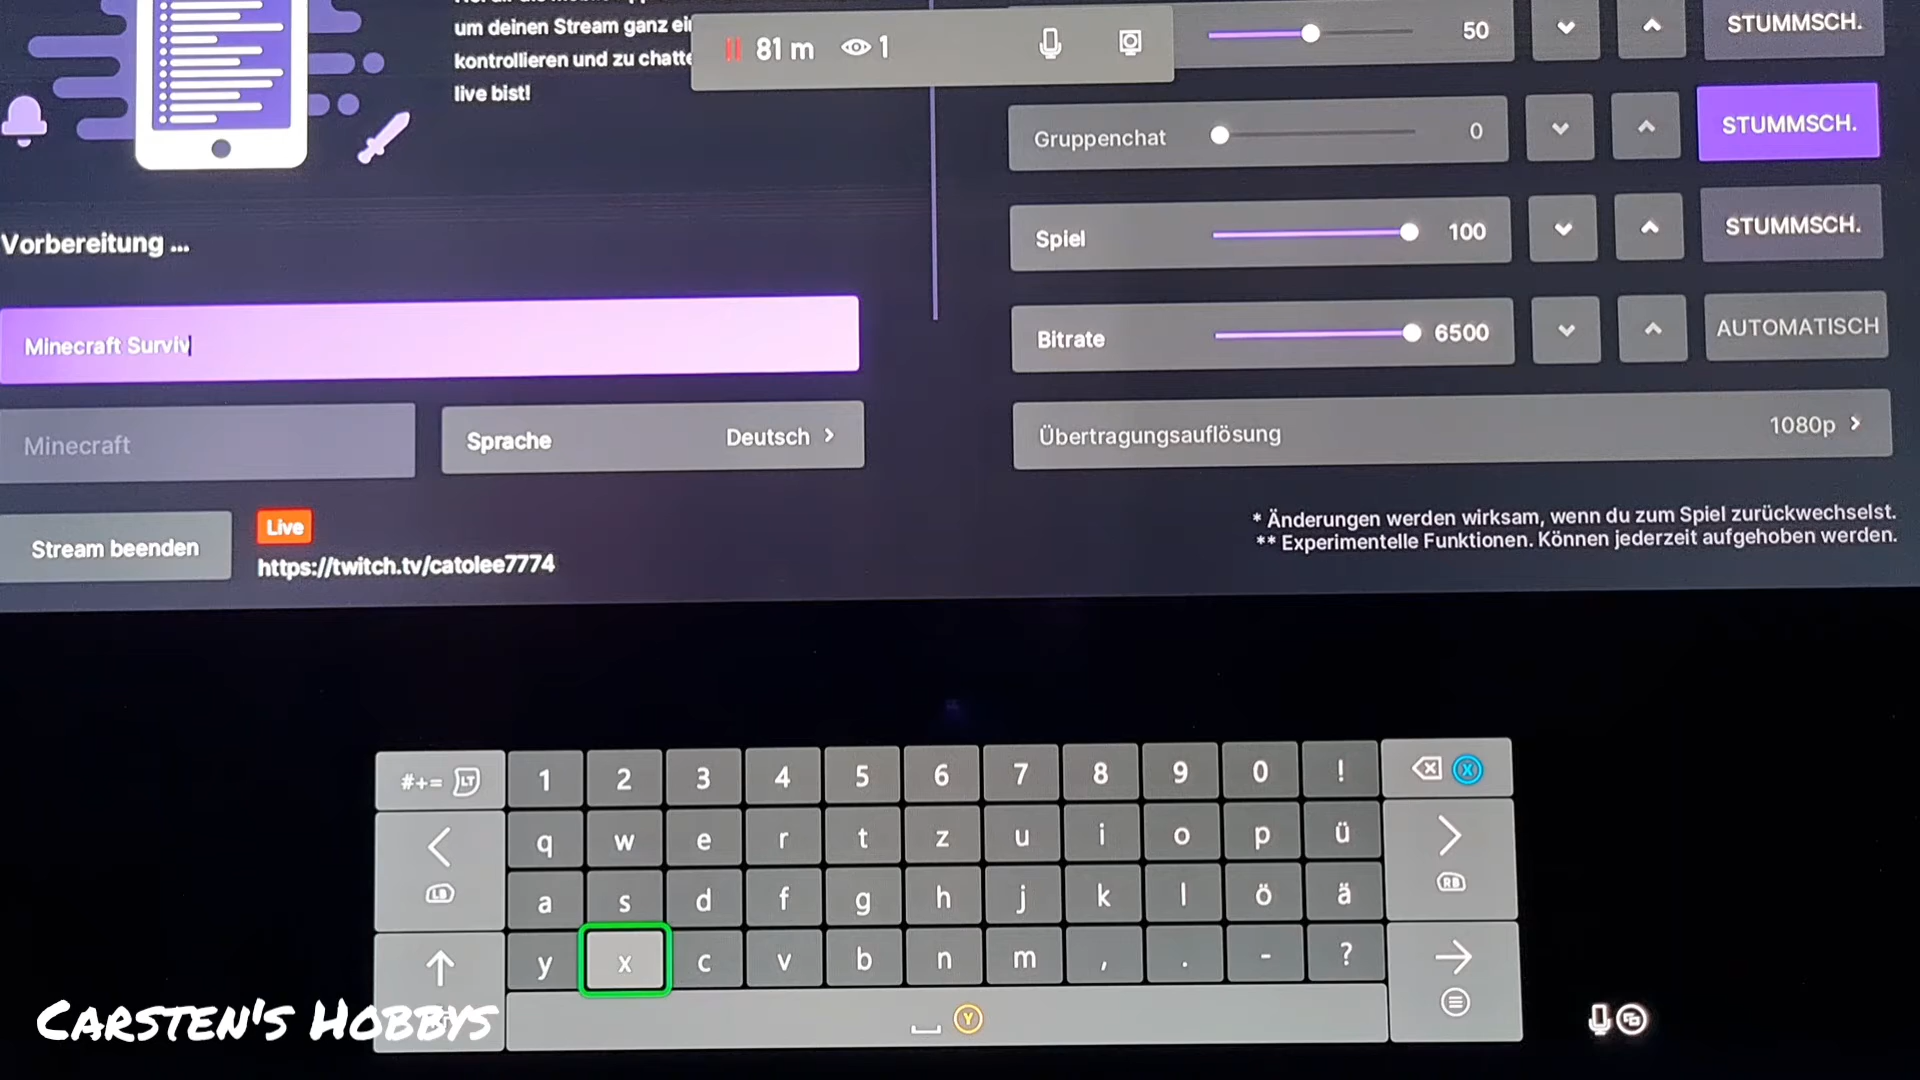 um deinen Stream ganz ei
kontrollieren und zu chatte
live bist!
81 m 1
50
STUMMSCH.
Gruppenchat 0
STUMMSCH.
Spiel 100
STUMMSCH.
Bitrate 6500
AUTOMATISCH
Übertragungsauflösung 1080p >
* Änderungen werden wirksam, wenn du zum Spiel zurückwechselst.
** Experimentelle Funktionen. Können jederzeit aufgehoben werden.
Vorbereitung ...
Minecraft Surviv
Minecraft
Sprache Deutsch >
Stream beenden
Live
https://twitch.tv/catolee7774
#+= LT 1 2 3 4 5 6 7 8 9 0 ! X
q w e r t z u i o p ü
LB RB
a s d f g h j k l ö ä
y x c v b n m , . - ?
Y
Carsten's Hobbys